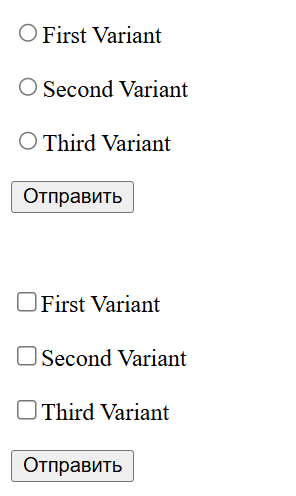 First Variant
Second Variant
Third Variant
Отправить
First Variant
Second Variant
Third Variant
Отправить